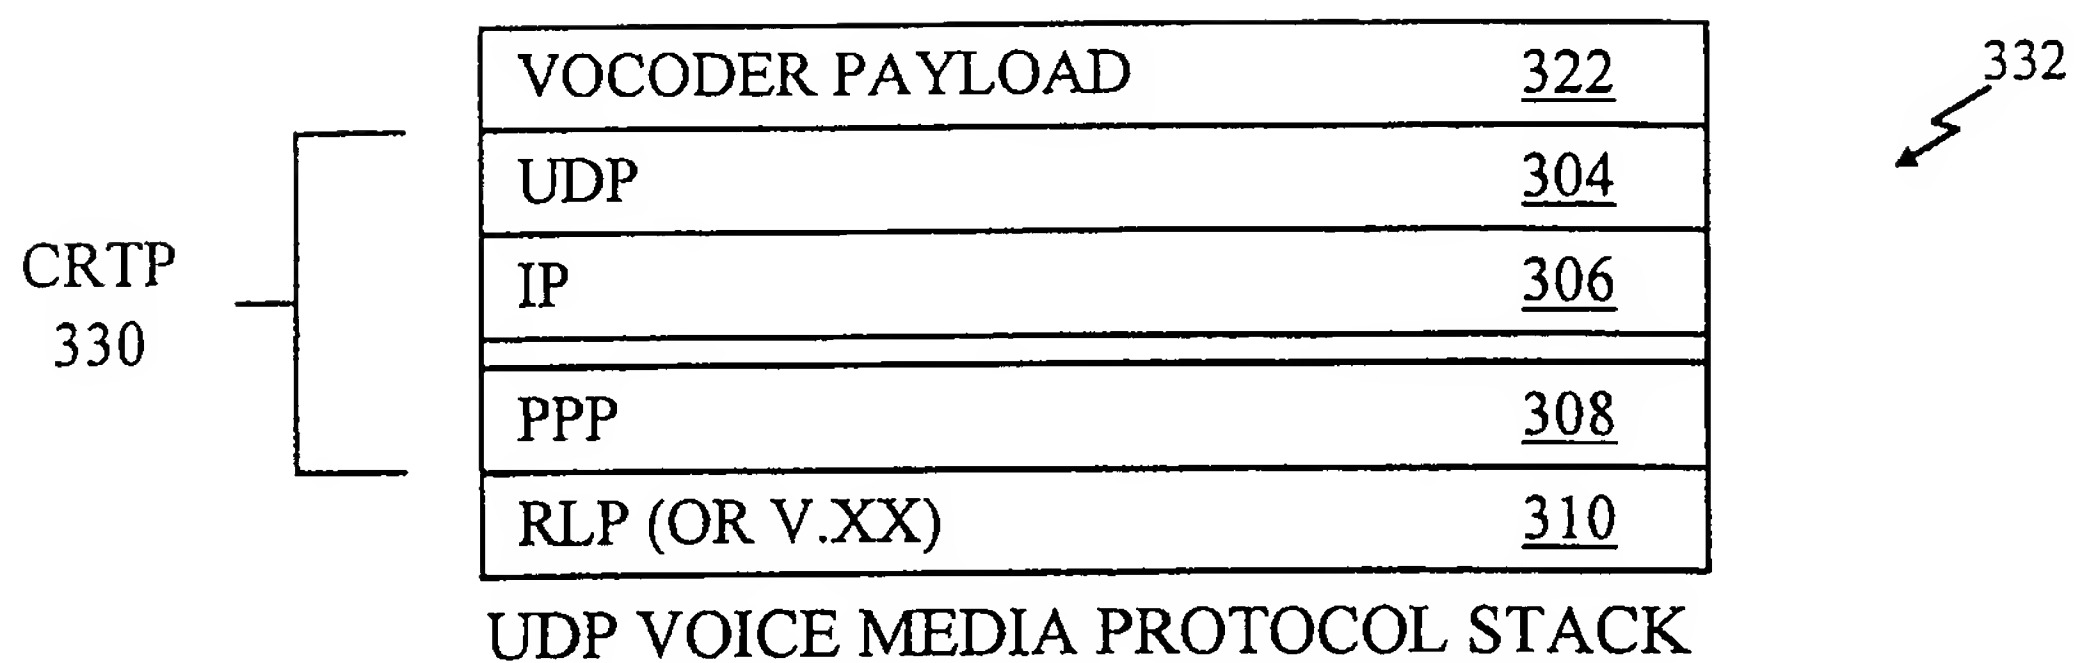 VOCODER PAYLOAD 322
332
UDP 304
CRTP
330
IP 306
PPP 308
RLP (OR V.XX) 310
UDP VOICE MEDIA PROTOCOL STACK